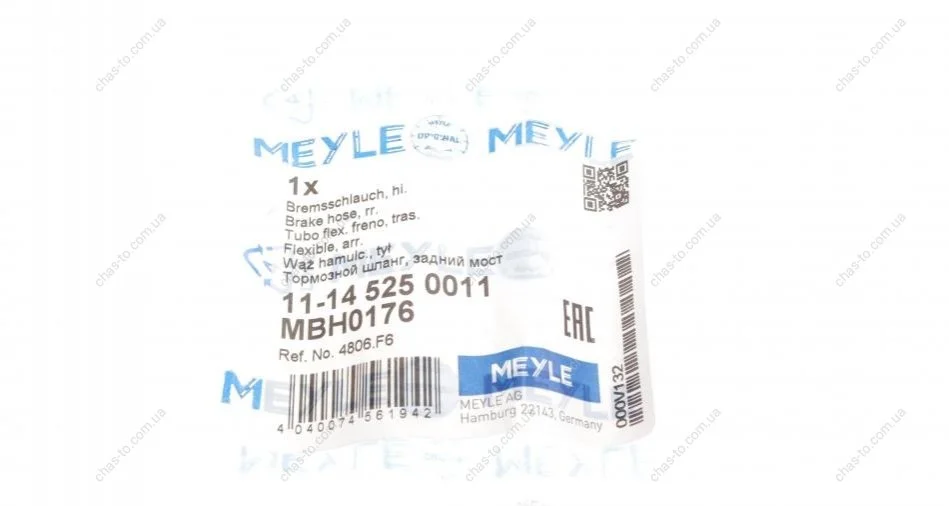 MEYLE MEYLE
1x
Bremsschlauch, hi.
Brake hose, rr.
Tubo flex. freno, tras.
Flexible, arr.
Wąż hamulc., tył
Тормозной шланг, задний мост
11-14 525 0011
MBH0176
Ref. No. 4806.F6
EAC
MEYLE
MEYLE AG
Hamburg 22143, Germany
4 040074 561942
000V132
MEYLE
MEYLE
chas-to.com.ua